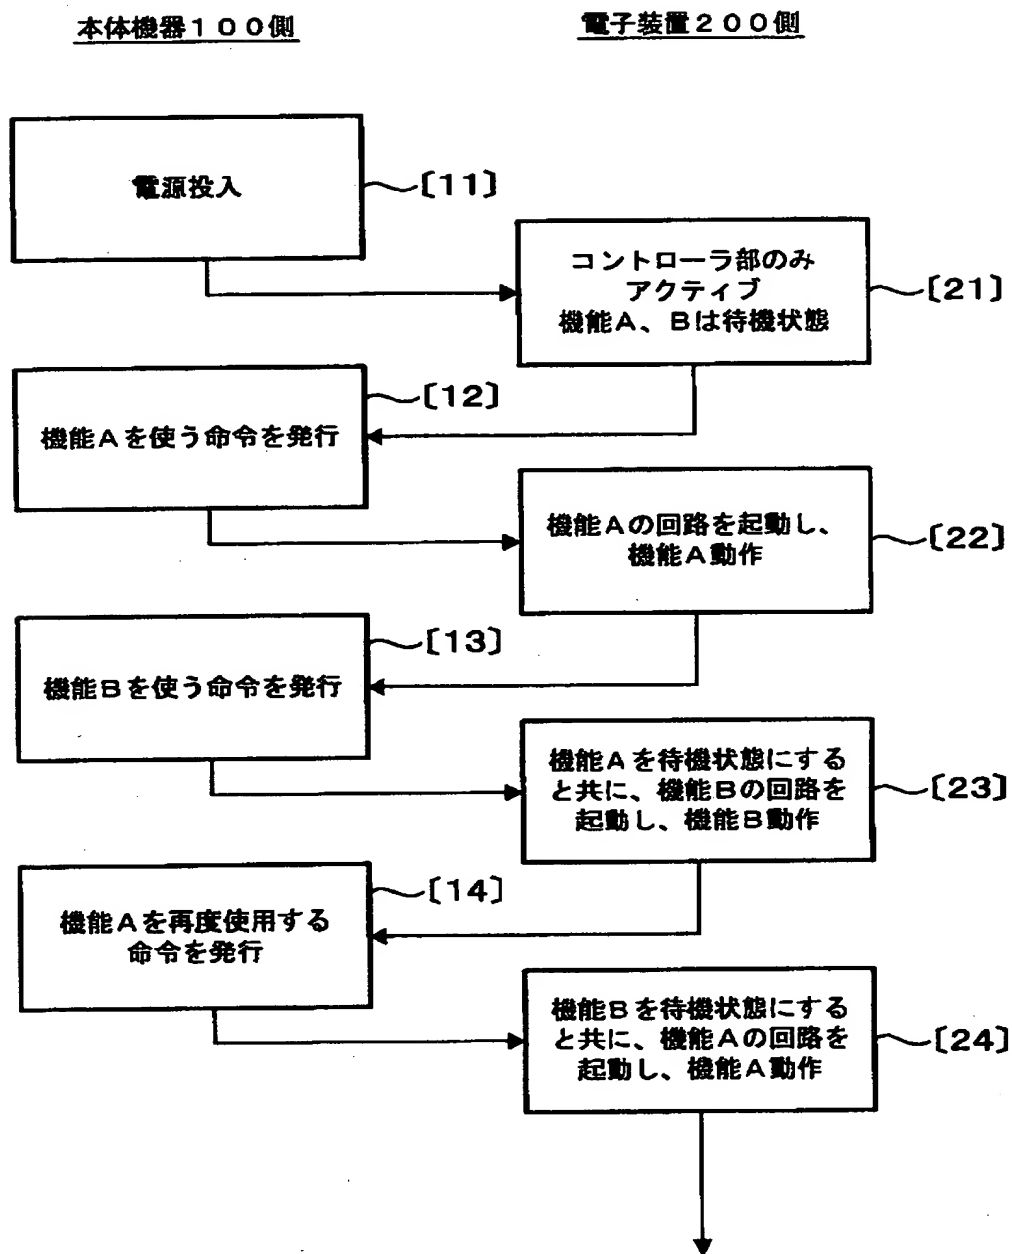 本体機器１００側
電子装置２００側
電源投入
〔11〕
コントローラ部のみ
アクティブ
機能Ａ、Ｂは待機状態
〔21〕
〔12〕
機能Ａを使う命令を発行
機能Ａの回路を起動し、
機能Ａ動作
〔22〕
〔13〕
機能Ｂを使う命令を発行
機能Ａを待機状態にする
と共に、機能Ｂの回路を
起動し、機能Ｂ動作
〔23〕
〔14〕
機能Ａを再度使用する
命令を発行
機能Ｂを待機状態にする
と共に、機能Ａの回路を
起動し、機能Ａ動作
〔24〕